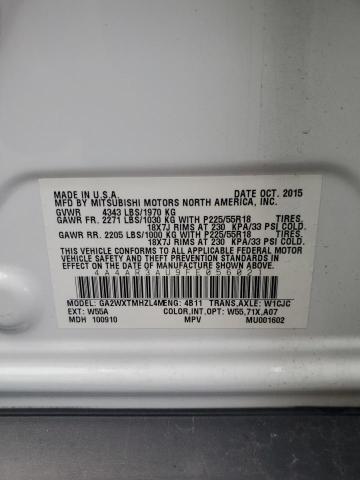 MADE IN U.S.A. DATE OCT. 2015
MFD BY MITSUBISHI MOTORS NORTH AMERICA, INC.
GVWR 4343 LBS/1970 KG
GAWR FR. 2271 LBS/1030 KG WITH P225/55R18 TIRES,
18X7J RIMS AT 230 KPA/33 PSI COLD.
GAWR RR. 2205 LBS/1000 KG WITH P225/55R18 TIRES,
18X7J RIMS AT 230 KPA/33 PSI COLD.
THIS VEHICLE CONFORMS TO ALL APPLICABLE FEDERAL MOTOR
VEHICLE SAFETY AND THEFT PREVENTION STANDARDS IN EFFECT
ON THE DATE OF MANUFACTURE SHOWN ABOVE.
MODEL: GA2WXTMHZL4M ENG: 4B11 TRANS,AXLE: W1CJC
EXT: W55A COLOR,INT,OPT: W55,71X,A07
MDH 100910 MPV MU001602